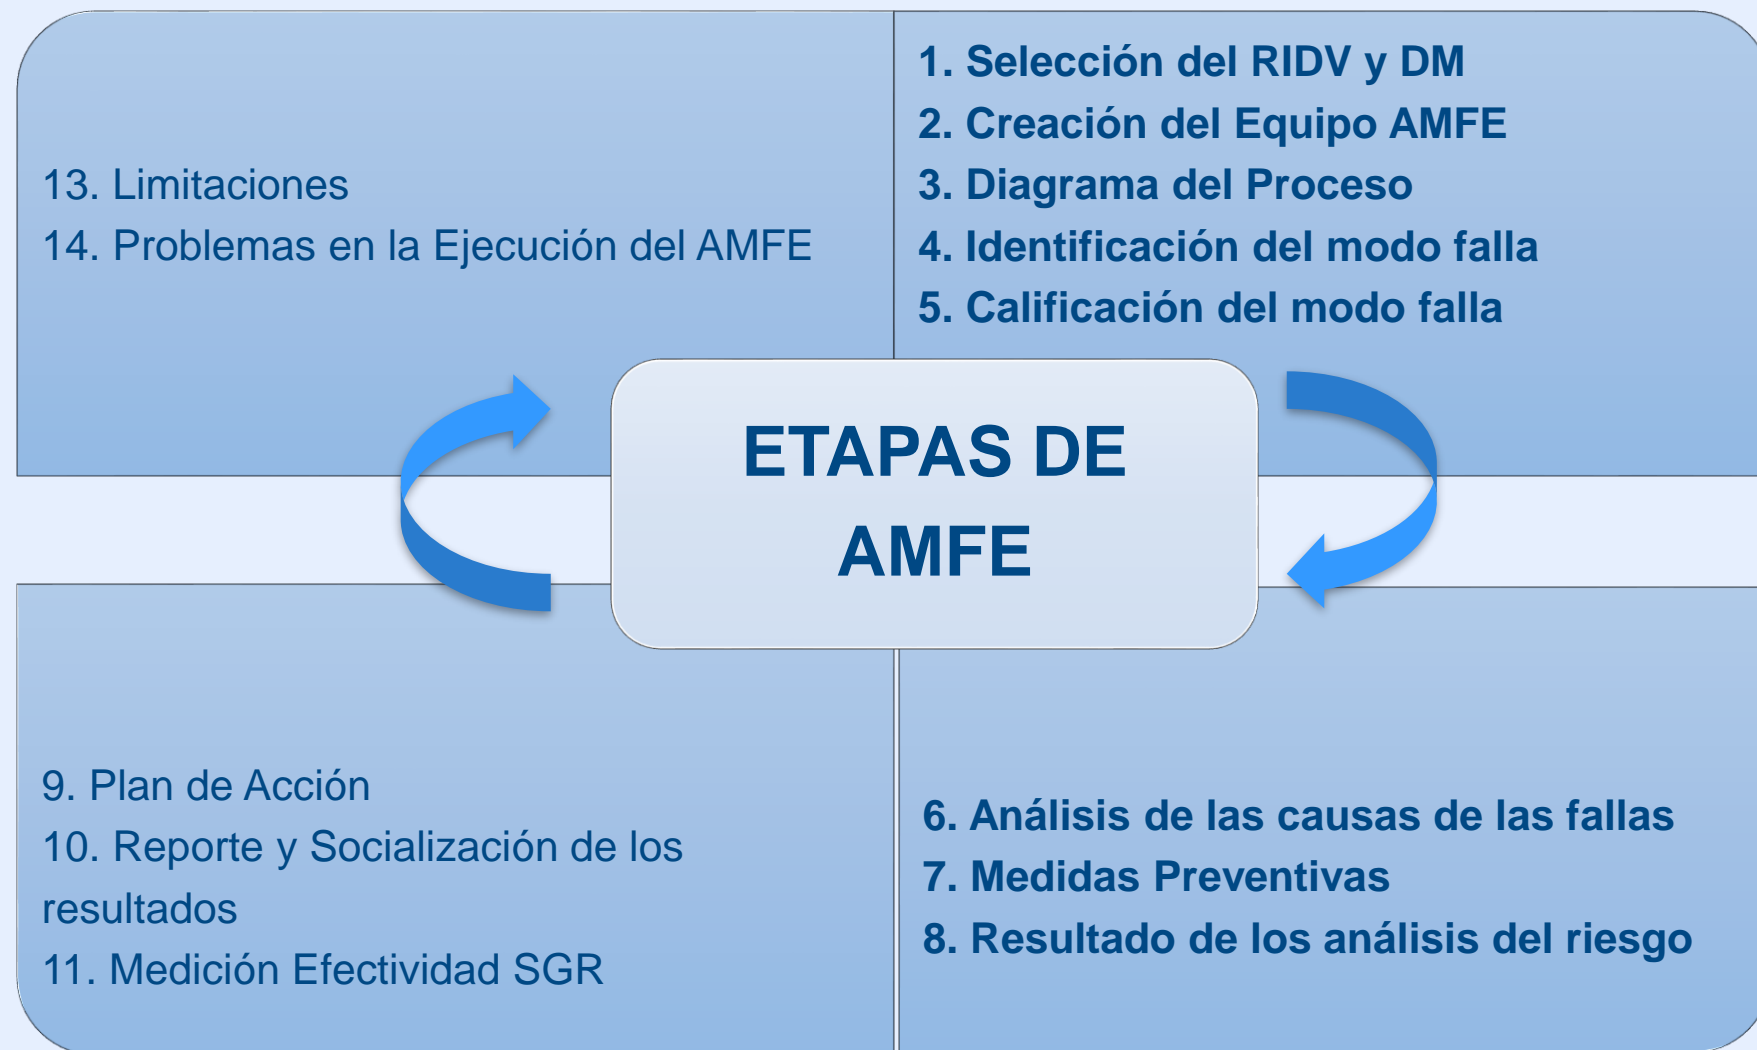 13. Limitaciones
14. Problemas en la Ejecución del AMFE
1. Selección del RIDV y DM
2. Creación del Equipo AMFE
3. Diagrama del Proceso
4. Identificación del modo falla
5. Calificación del modo falla
ETAPAS DE
AMFE
9. Plan de Acción
10. Reporte y Socialización de los
resultados
11. Medición Efectividad SGR
6. Análisis de las causas de las fallas
7. Medidas Preventivas
8. Resultado de los análisis del riesgo